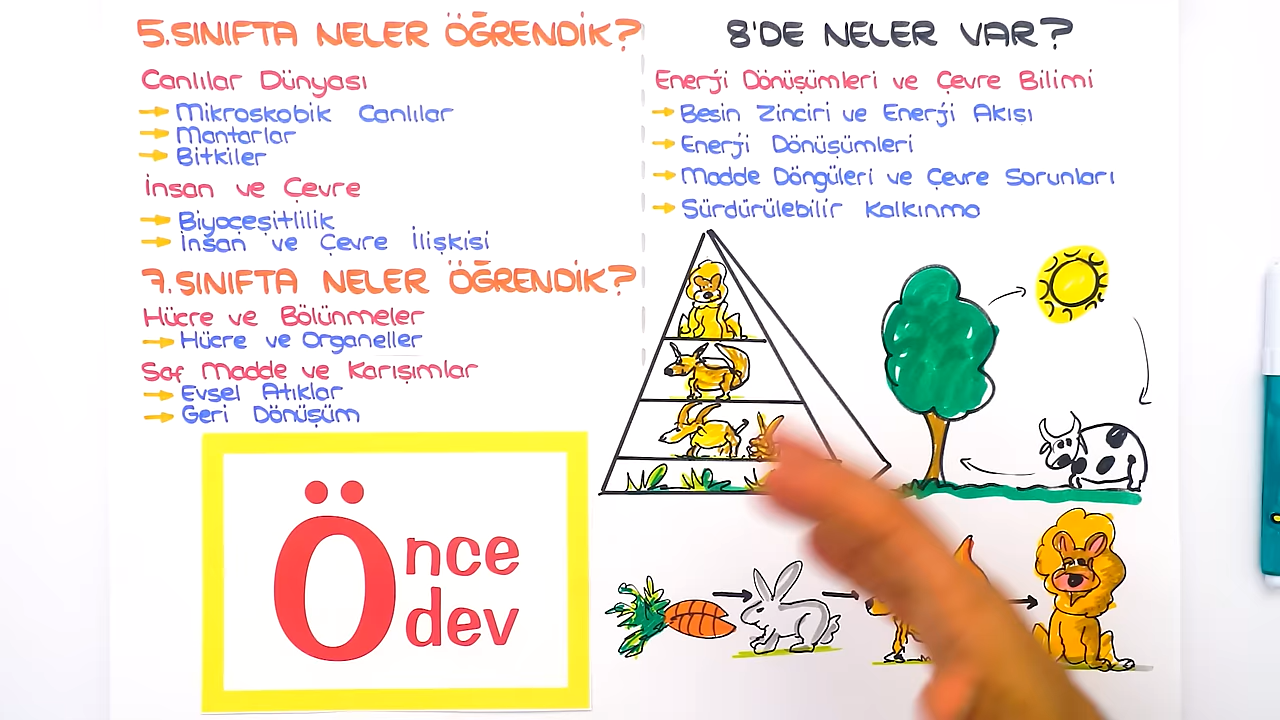 5.SINIFTA NELER ÖĞRENDİK?
Canlılar Dünyası
→ Mikroskobik Canlılar
→ Mantarlar
→ Bitkiler
İnsan ve Çevre
→ Biyoçeşitlilik
→ İnsan ve Çevre İlişkisi
7.SINIFTA NELER ÖĞRENDİK?
Hücre ve Bölünmeler
→ Hücre ve Organeller
Saf Madde ve Karışımlar
→ Evsel Atıklar
→ Geri Dönüşüm
Önce
ödev
8'DE NELER VAR?
Enerji Dönüşümleri ve Çevre Bilimi
→ Besin Zinciri ve Enerji Akışı
→ Enerji Dönüşümleri
→ Madde Döngüleri ve Çevre Sorunları
→ Sürdürülebilir Kalkınma